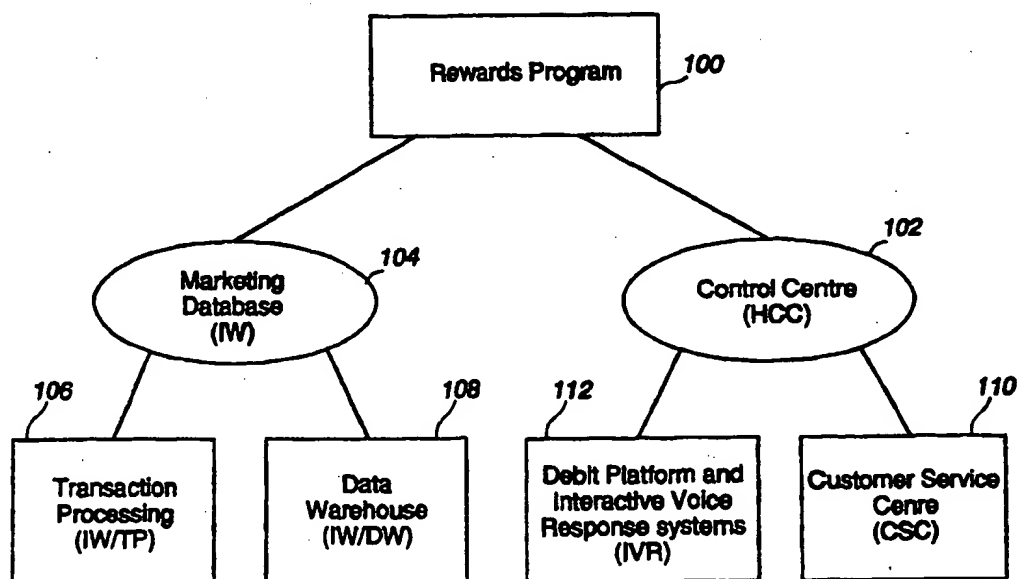 Rewards Program
100
102
104
Marketing
Database
(IW)
Control Centre
(HCC)
106
108
112
110
Transaction
Processing
(IW/TP)
Data
Warehouse
(IW/DW)
Debit Platform and
Interactive Voice
Response systems
(IVR)
Customer Service
Cenre
(CSC)